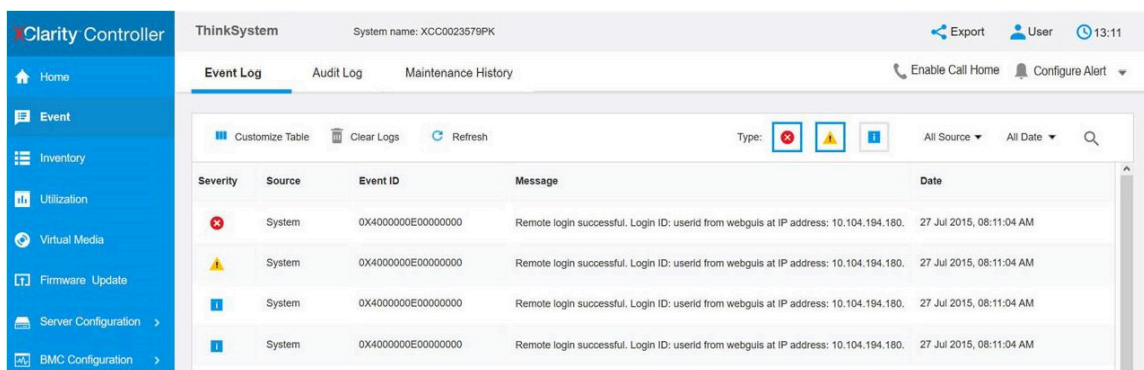 XClarity Controller
ThinkSystem System name: XCC0023579PK Export User 13:11
Home
Event
Inventory
Utilization
Virtual Media
Firmware Update
Server Configuration >
BMC Configuration >
Event Log Audit Log Maintenance History Enable Call Home Configure Alert
Customize Table Clear Logs Refresh Type: All Source All Date
Severity Source Event ID Message Date
System 0X4000000E00000000 Remote login successful. Login ID: userid from webguis at IP address: 10.104.194.180. 27 Jul 2015, 08:11:04 AM
System 0X4000000E00000000 Remote login successful. Login ID: userid from webguis at IP address: 10.104.194.180. 27 Jul 2015, 08:11:04 AM
System 0X4000000E00000000 Remote login successful. Login ID: userid from webguis at IP address: 10.104.194.180. 27 Jul 2015, 08:11:04 AM
System 0X4000000E00000000 Remote login successful. Login ID: userid from webguis at IP address: 10.104.194.180. 27 Jul 2015, 08:11:04 AM